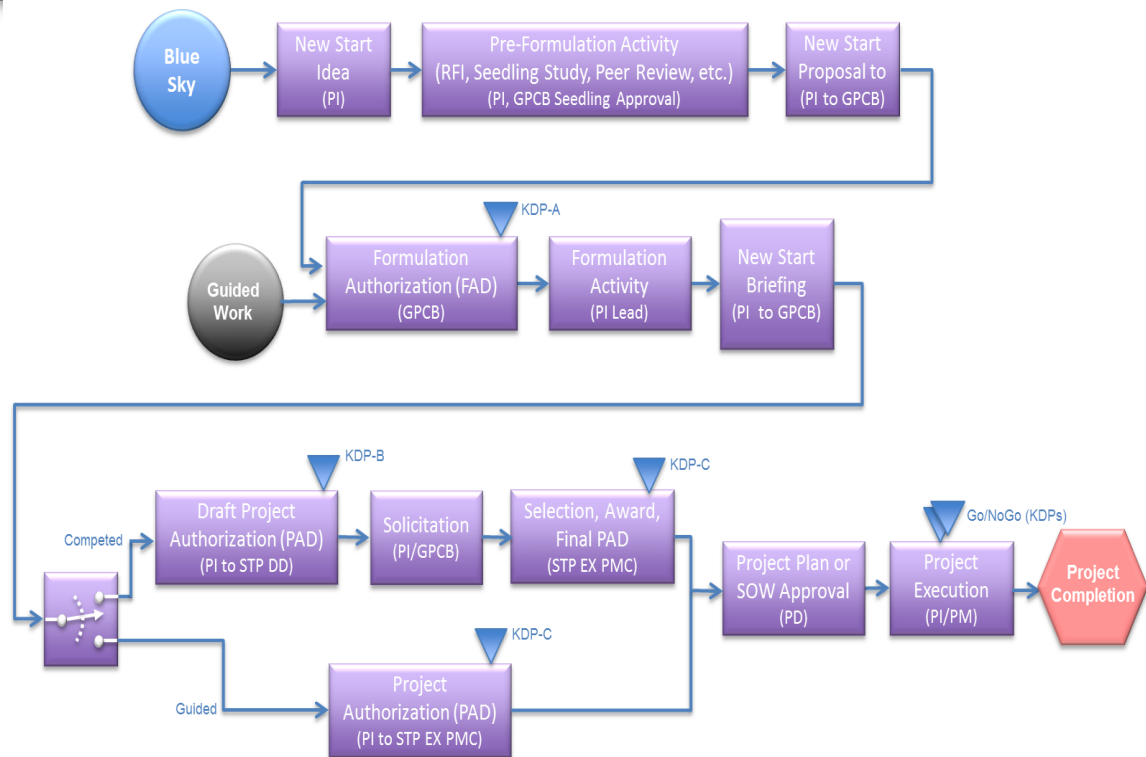 Blue
Sky
New Start
Idea
(PI)
Pre-Formulation Activity
(RFI, Seedling Study, Peer Review, etc.)
(PI, GPCB Seedling Approval)
New Start
Proposal to
(PI to GPCB)
KDP-A
Guided
Work
Formulation
Authorization (FAD)
(GPCB)
Formulation
Activity
(PI Lead)
New Start
Briefing
(PI to GPCB)
KDP-B
KDP-C
Competed
Draft Project
Authorization (PAD)
(PI to STP DD)
Solicitation
(PI/GPCB)
Selection, Award,
Final PAD
(STP EX PMC)
Go/NoGo (KDPs)
Project Plan or
SOW Approval
(PD)
Project
Execution
(PI/PM)
Project
Completion
KDP-C
Guided
Project
Authorization (PAD)
(PI to STP EX PMC)